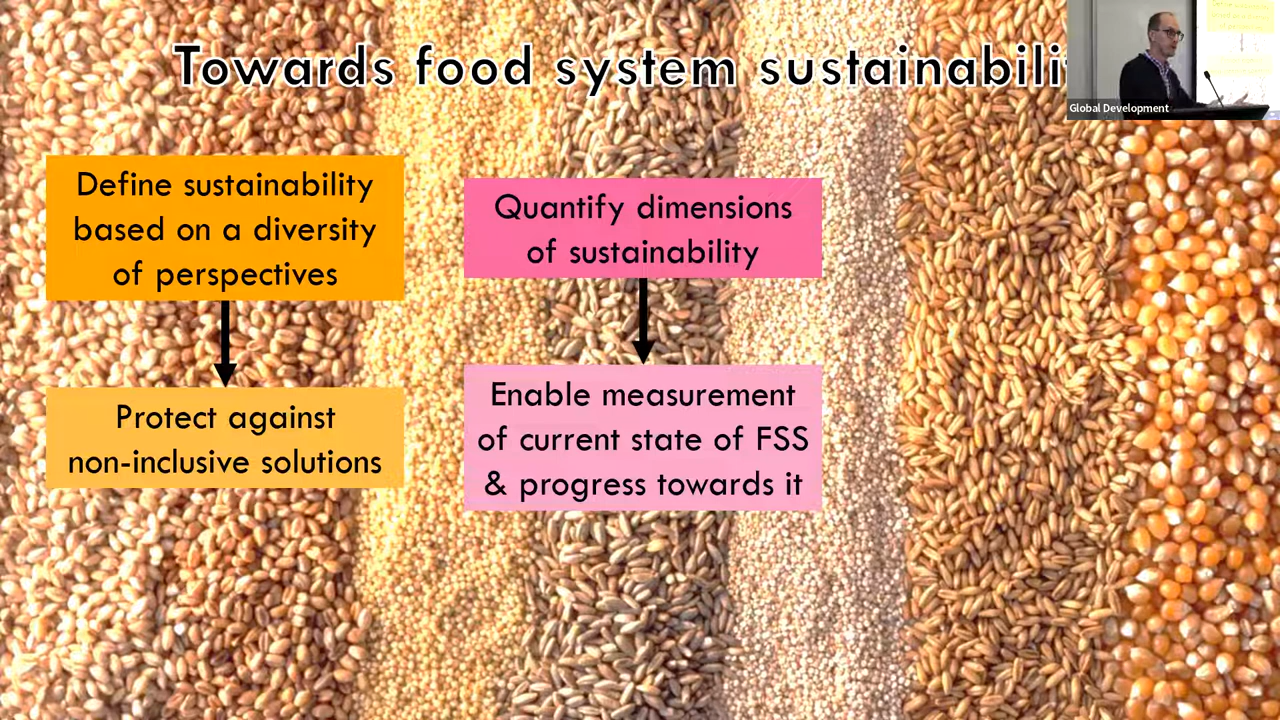 Towards food system sustainabili
Global Development
Define sustainability
based on a diversity
of perspectives
Protect against
non-inclusive solutions
Quantify dimensions
of sustainability
Enable measurement
of current state of FSS
& progress towards it